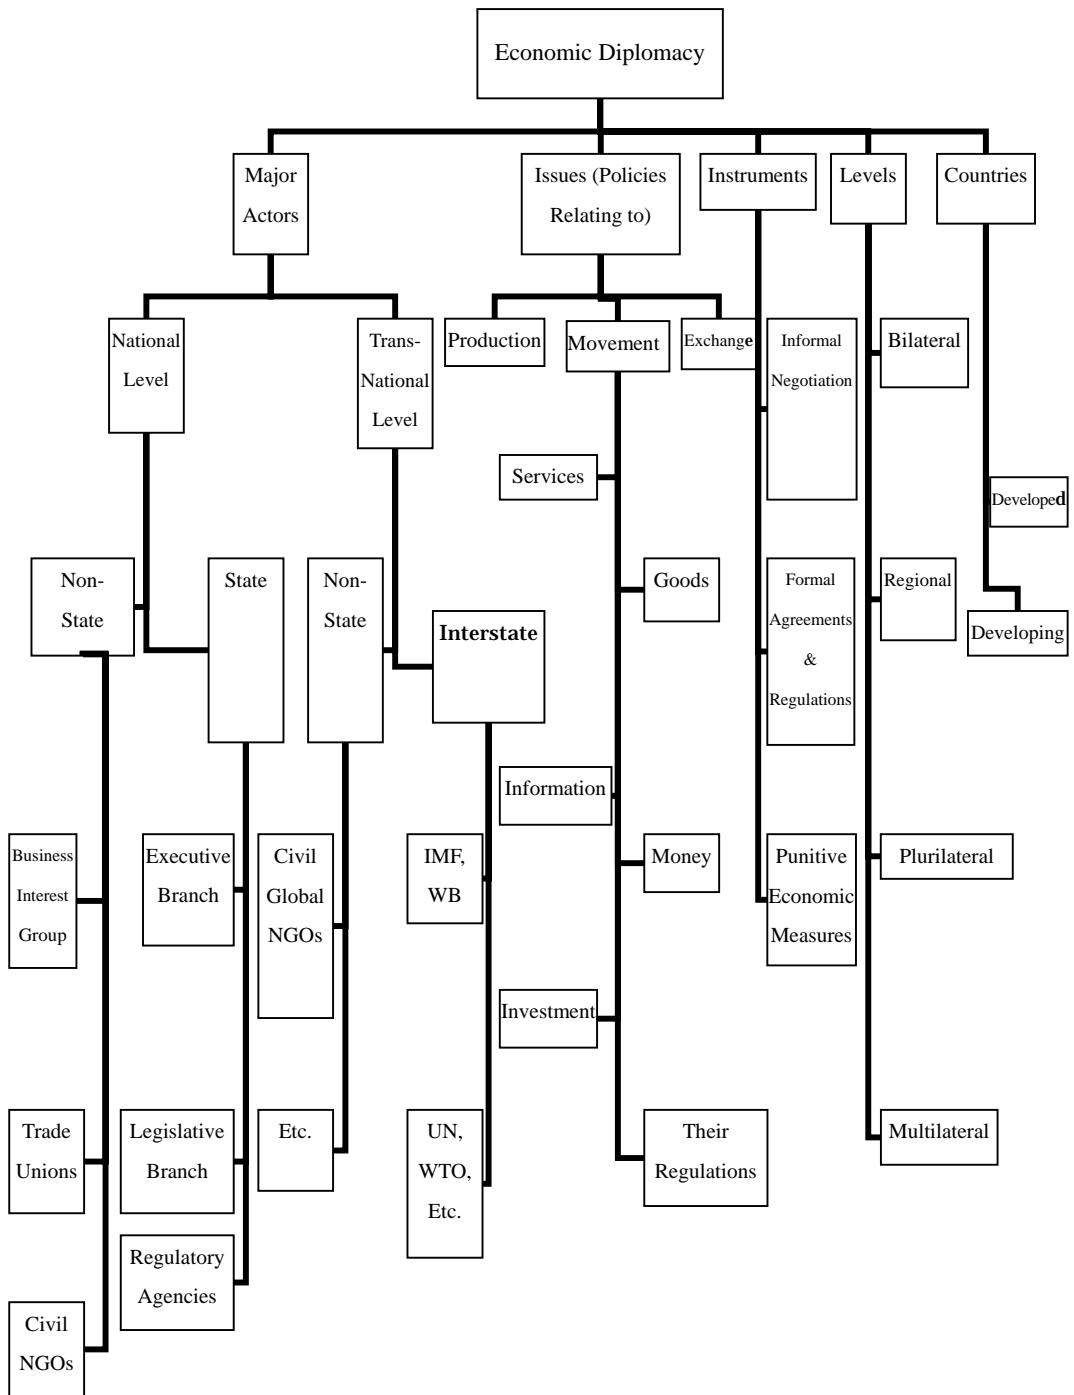 Economic Diplomacy
Major
Actors
Issues (Policies
Relating to)
Instruments
Levels
Countries
National
Level
Trans-
National
Level
Production
Movement
Exchange
Informal
Negotiation
Bilateral
Services
Developed
Non-
State
State
Non-
State
Interstate
Goods
Formal
Agreements
&
Regulations
Regional
Developing
Information
Business
Interest
Group
Executive
Branch
Civil
Global
NGOs
IMF,
WB
Money
Punitive
Economic
Measures
Plurilateral
Investment
Trade
Unions
Legislative
Branch
Etc.
UN,
WTO,
Etc.
Their
Regulations
Multilateral
Regulatory
Agencies
Civil
NGOs